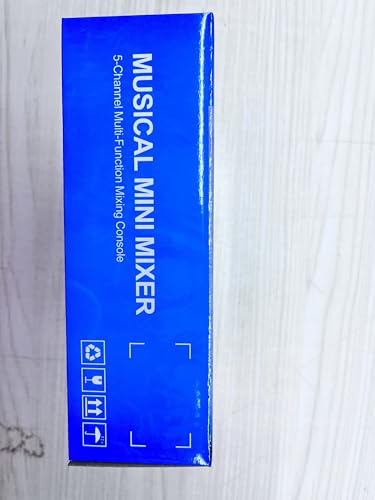 MUSICAL MINI MIXER
5-Channel Multi-Function Mixing Console